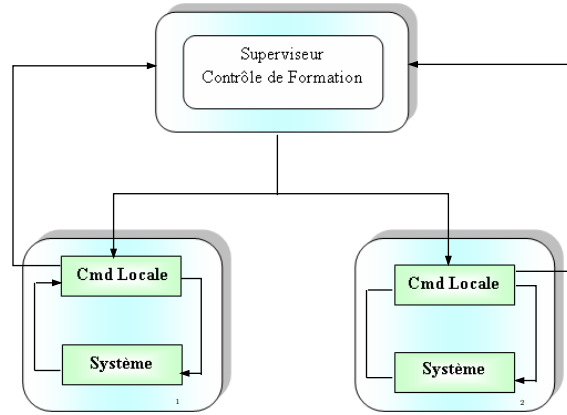 Superviseur
Contrôle de Formation
Cmd Locale
Système
1
Cmd Locale
Système
2